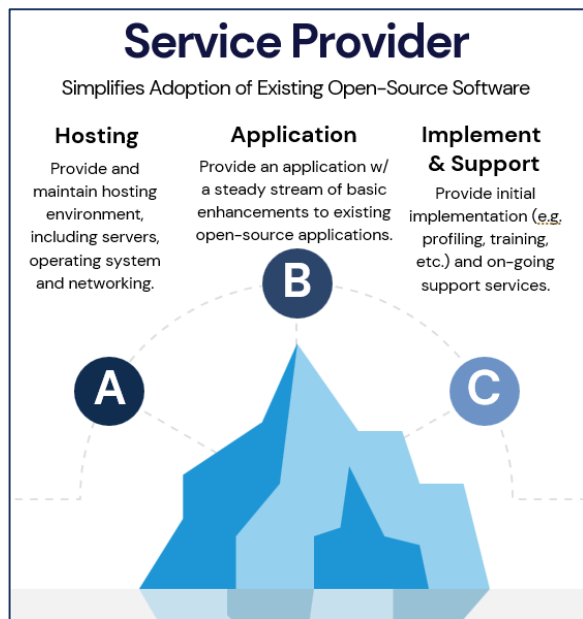 Service Provider
Simplifies Adoption of Existing Open-Source Software
Hosting
Provide and
maintain hosting
environment,
including servers,
operating system
and networking.
Application
Provide an application w/
a steady stream of basic
enhancements to existing
open-source applications.
Implement
& Support
Provide initial
implementation (e.g.
profiling, training,
etc.) and on-going
support services.
A
B
C